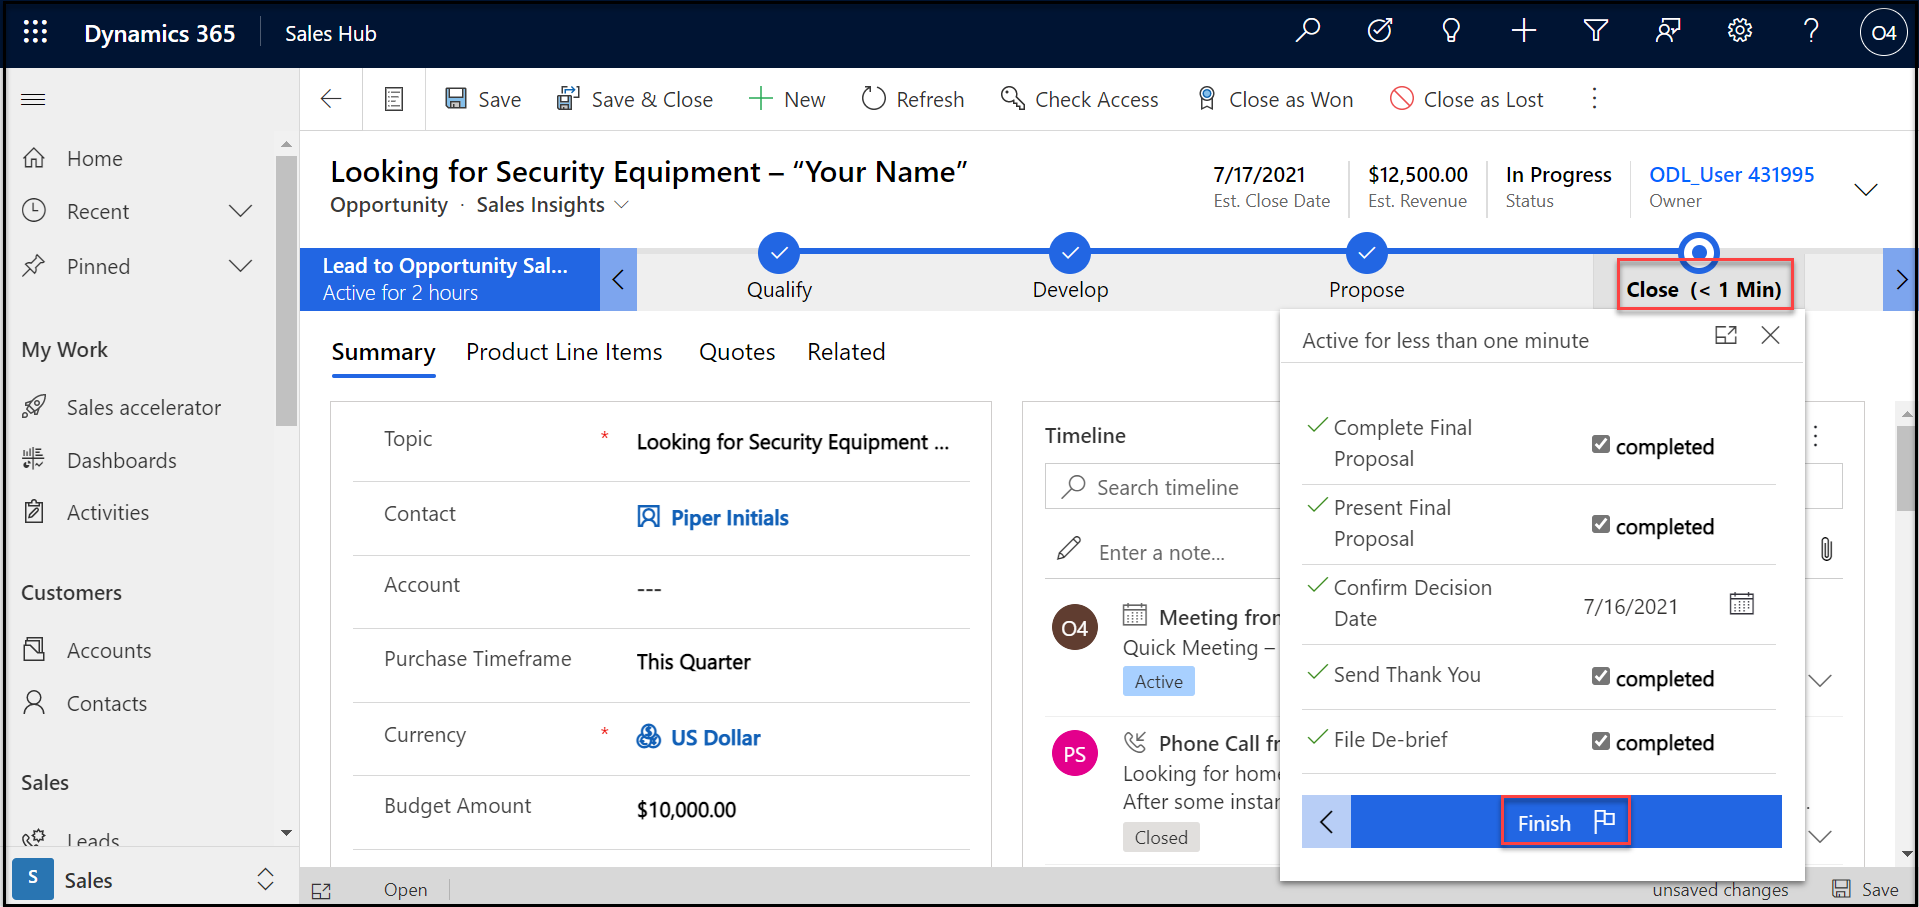 Dynamics 365
Sales Hub
O4
Save
Save & Close
New
Refresh
Check Access
Close as Won
Close as Lost
Home
Recent
Pinned
My Work
Sales accelerator
Dashboards
Activities
Customers
Accounts
Contacts
Sales
Leads
S
Sales
Looking for Security Equipment – “Your Name”
Opportunity · Sales Insights
7/17/2021
Est. Close Date
$12,500.00
Est. Revenue
In Progress
Status
ODL_User 431995
Owner
Lead to Opportunity Sal...
Active for 2 hours
Qualify
Develop
Propose
Close (< 1 Min)
Summary
Product Line Items
Quotes
Related
Topic * Looking for Security Equipment ...
Contact Piper Initials
Account ---
Purchase Timeframe This Quarter
Currency * US Dollar
Budget Amount $10,000.00
Timeline
Search timeline
Enter a note...
O4
Meeting from
Quick Meeting –
Active
PS
Phone Call fr
Looking for home
After some instan
Closed
Active for less than one minute
Complete Final
Proposal
completed
Present Final
Proposal
completed
Confirm Decision
Date
7/16/2021
Send Thank You
completed
File De-brief
completed
Finish
Open
unsaved changes
Save